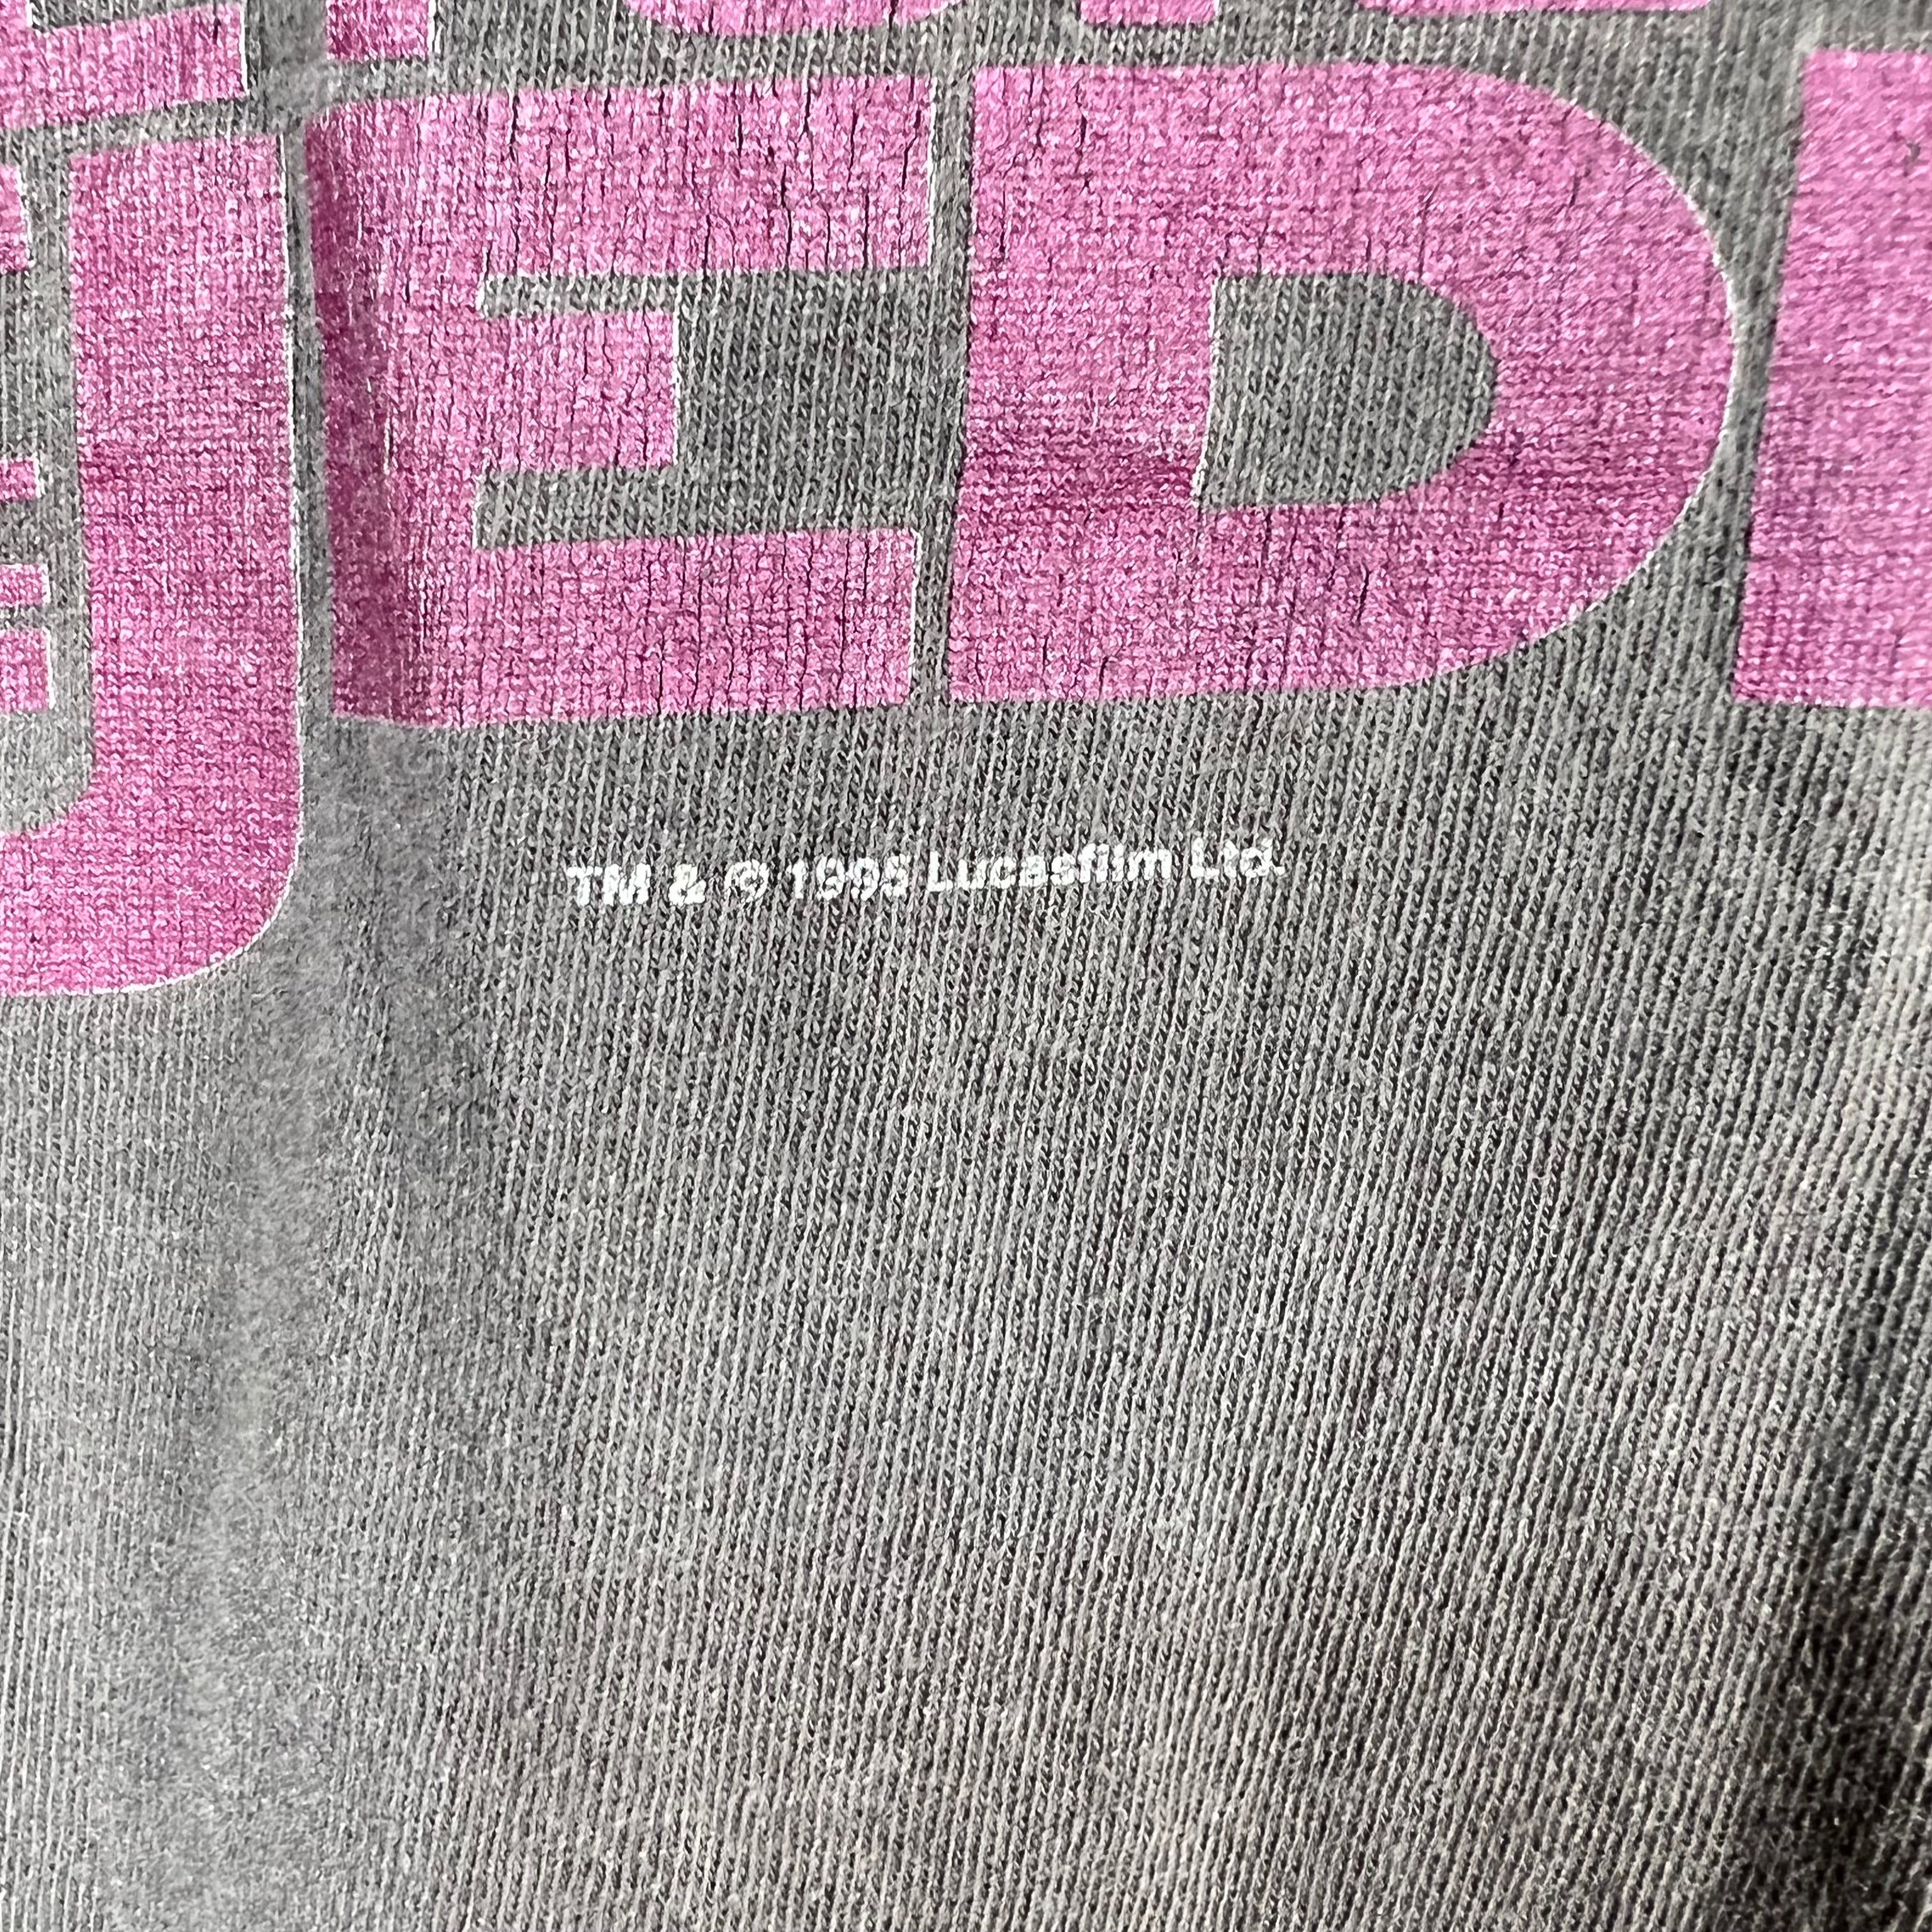 JEDI
TM & © 1995 Lucasfilm Ltd.